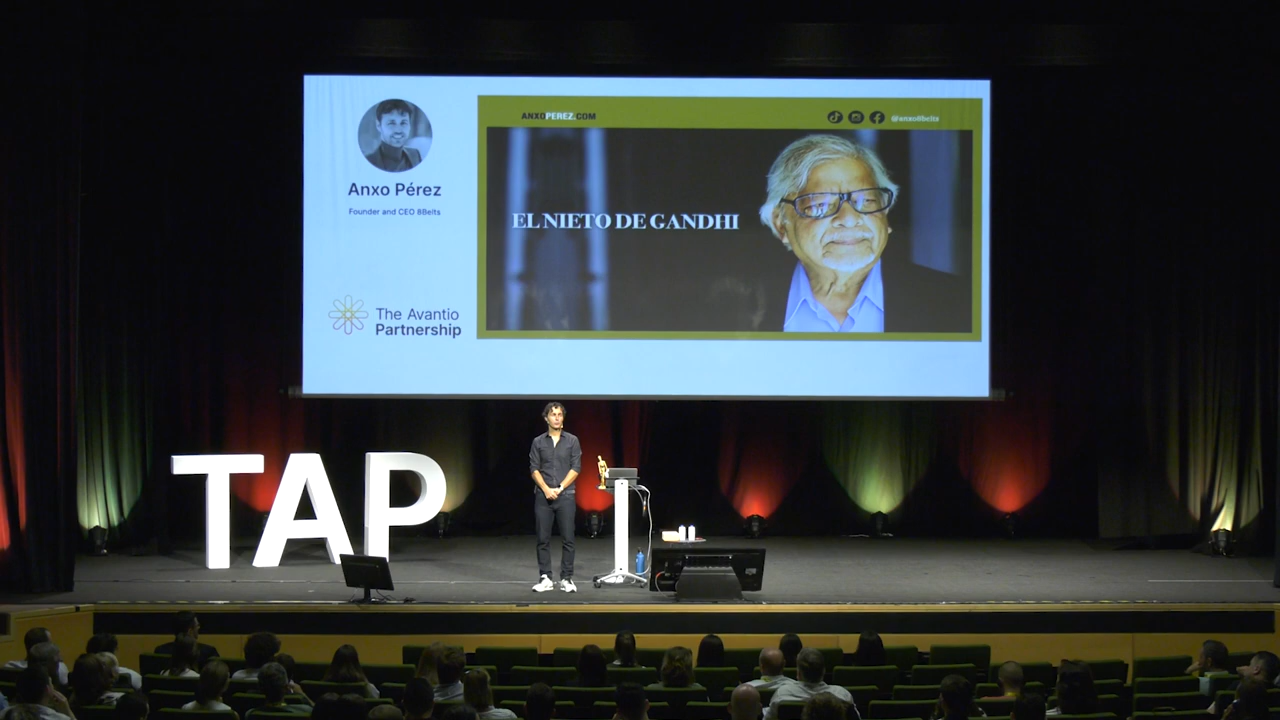 ANXOPEREZ.COM
@anxo8belts
Anxo Pérez
Founder and CEO 8Belts
EL NIETO DE GANDHI
The Avantio
Partnership
TAP